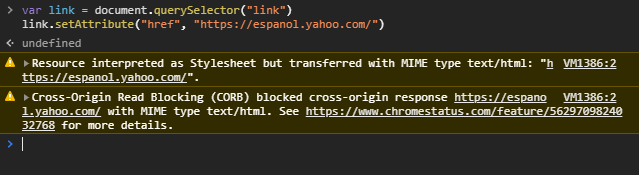 var link = document.querySelector("link")
link.setAttribute("href", "https://espanol.yahoo.com/")
undefined
Resource interpreted as Stylesheet but transferred with MIME type text/html: "h VM1386:2
ttps://espanol.yahoo.com/".
Cross-Origin Read Blocking (CORB) blocked cross-origin response https://espano VM1386:2
l.yahoo.com/ with MIME type text/html. See https://www.chromestatus.com/feature/56297098240
32768 for more details.